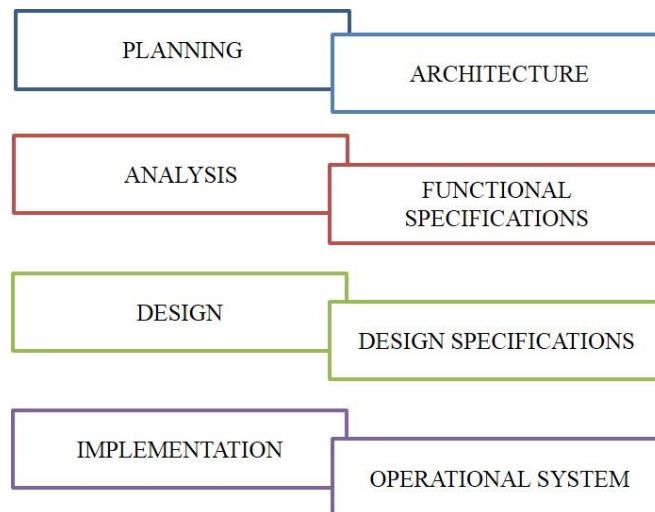 PLANNING
ARCHITECTURE
ANALYSIS
FUNCTIONAL
SPECIFICATIONS
DESIGN
DESIGN SPECIFICATIONS
IMPLEMENTATION
OPERATIONAL SYSTEM